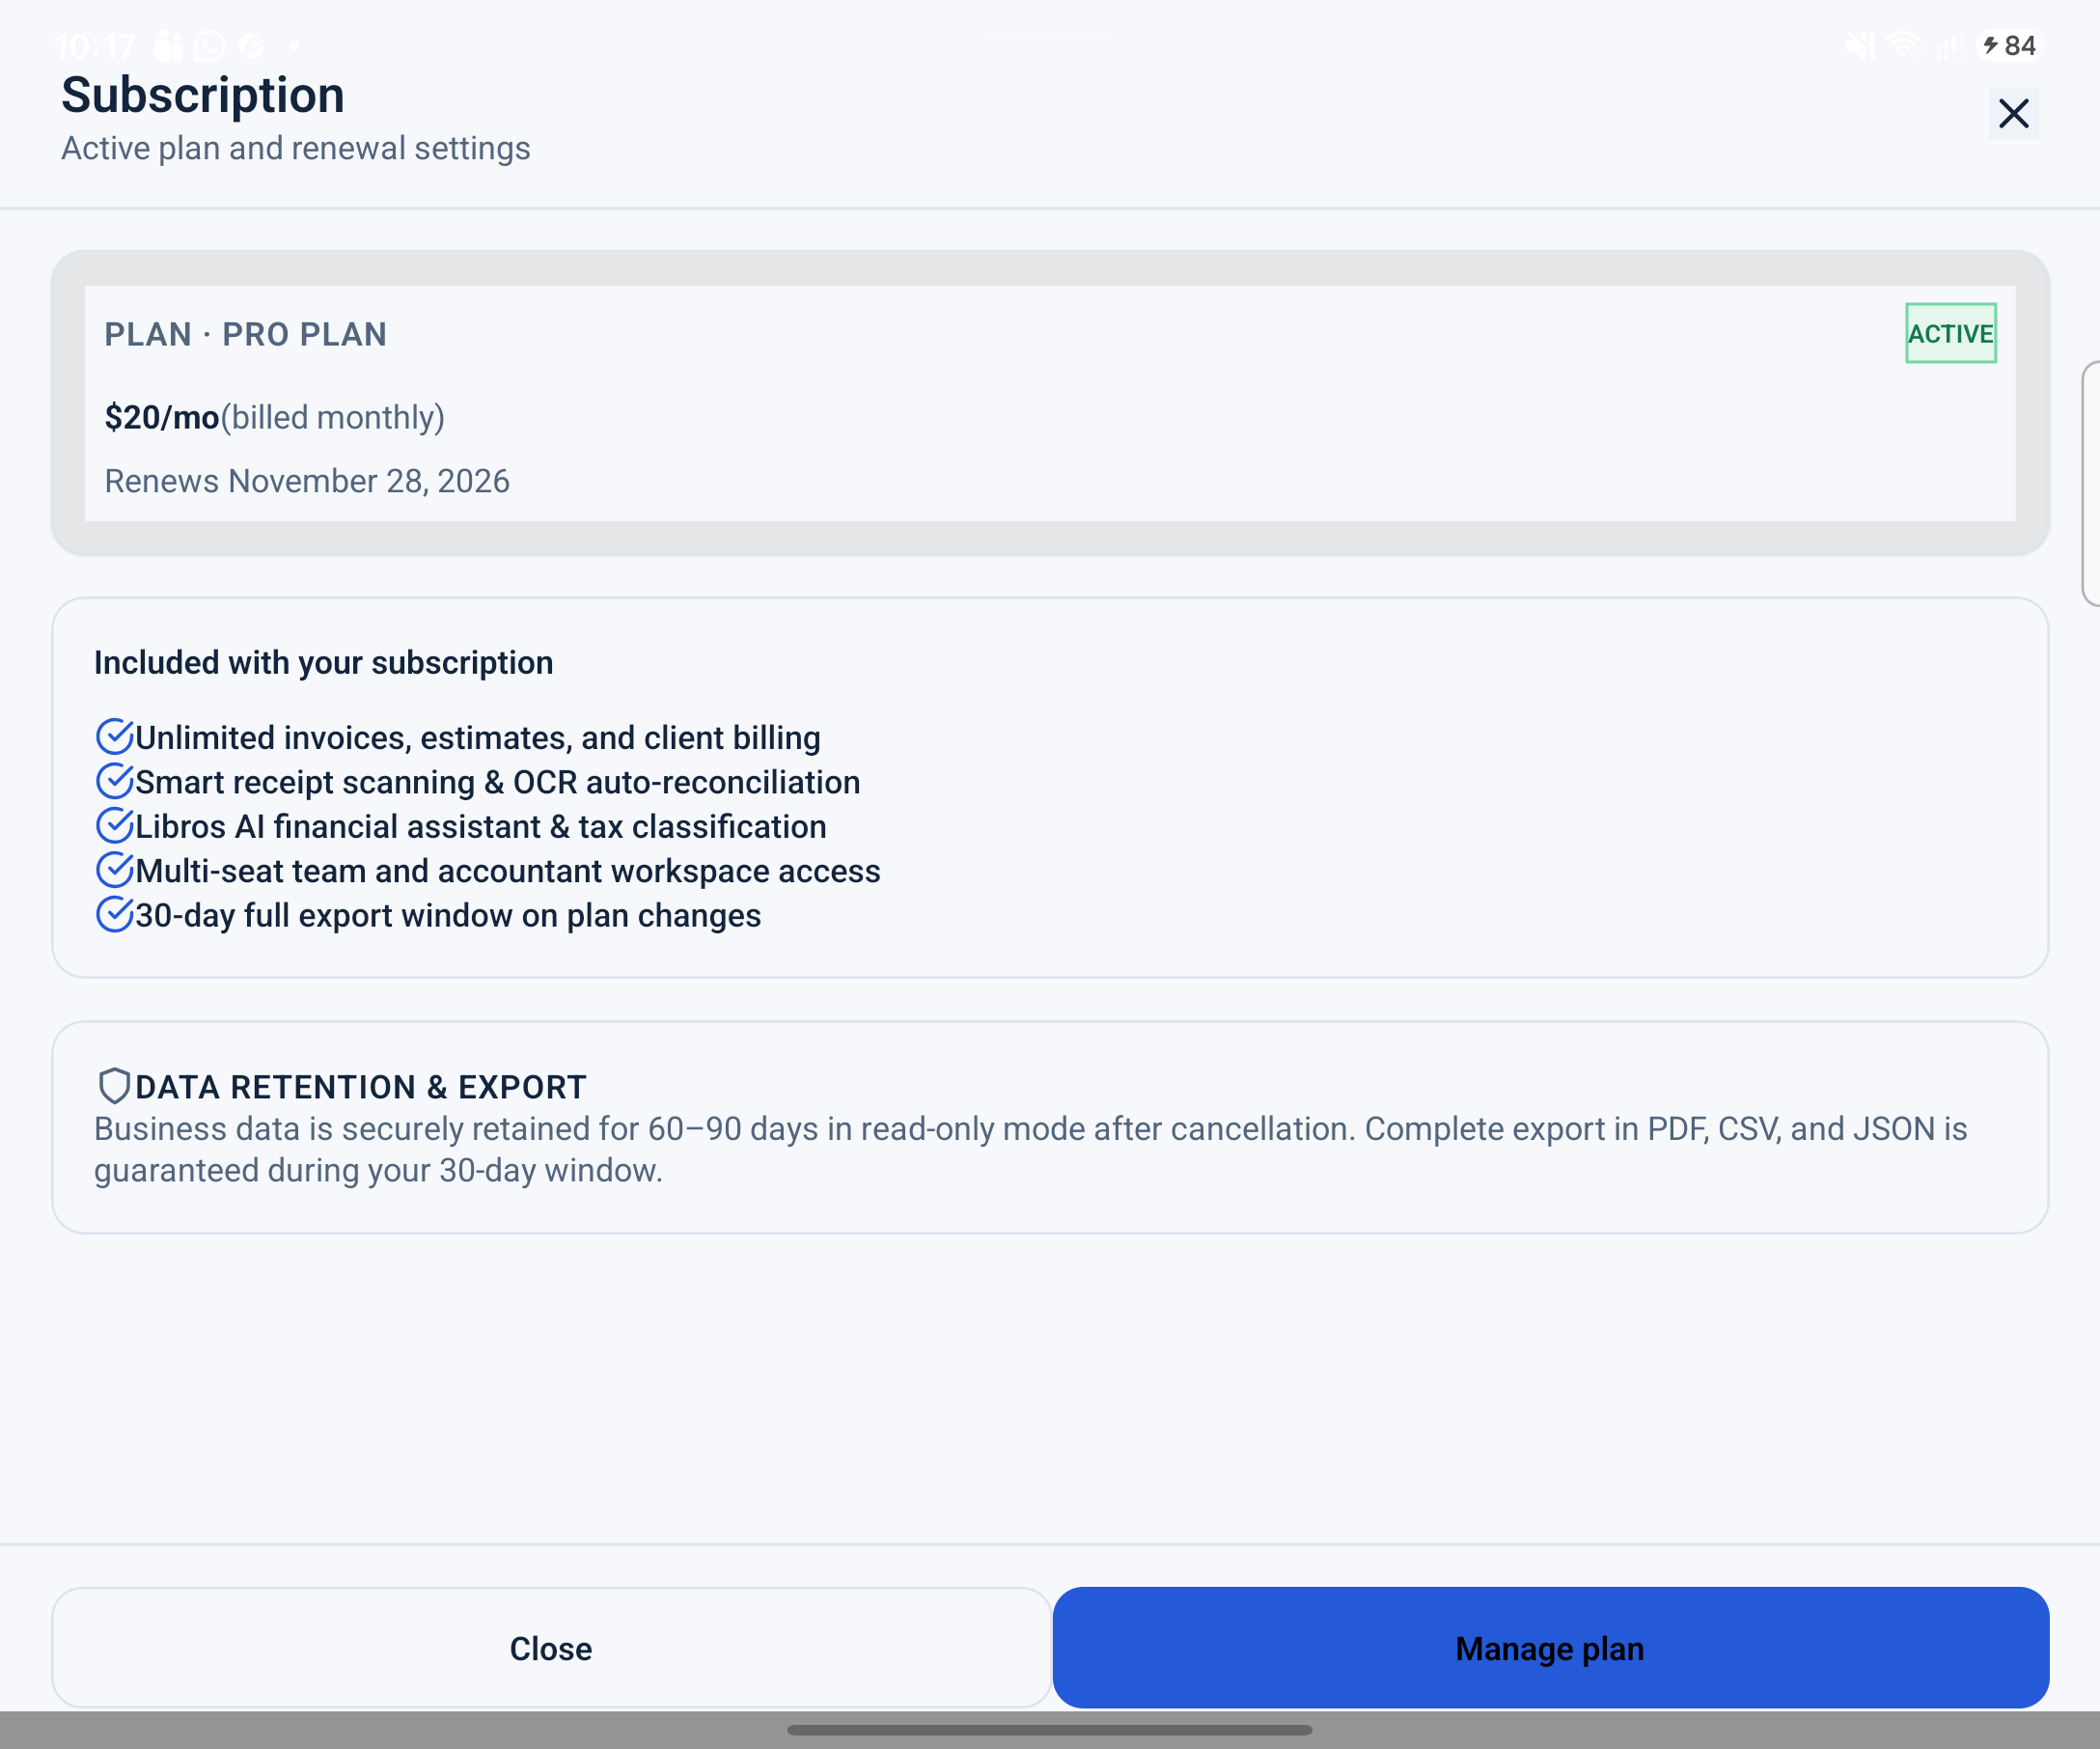 10:17
84
Subscription
Active plan and renewal settings
PLAN · PRO PLAN
ACTIVE
$20/mo(billed monthly)
Renews November 28, 2026
Included with your subscription
Unlimited invoices, estimates, and client billing
Smart receipt scanning & OCR auto-reconciliation
Libros AI financial assistant & tax classification
Multi-seat team and accountant workspace access
30-day full export window on plan changes
DATA RETENTION & EXPORT
Business data is securely retained for 60–90 days in read-only mode after cancellation. Complete export in PDF, CSV, and JSON is
guaranteed during your 30-day window.
Close
Manage plan